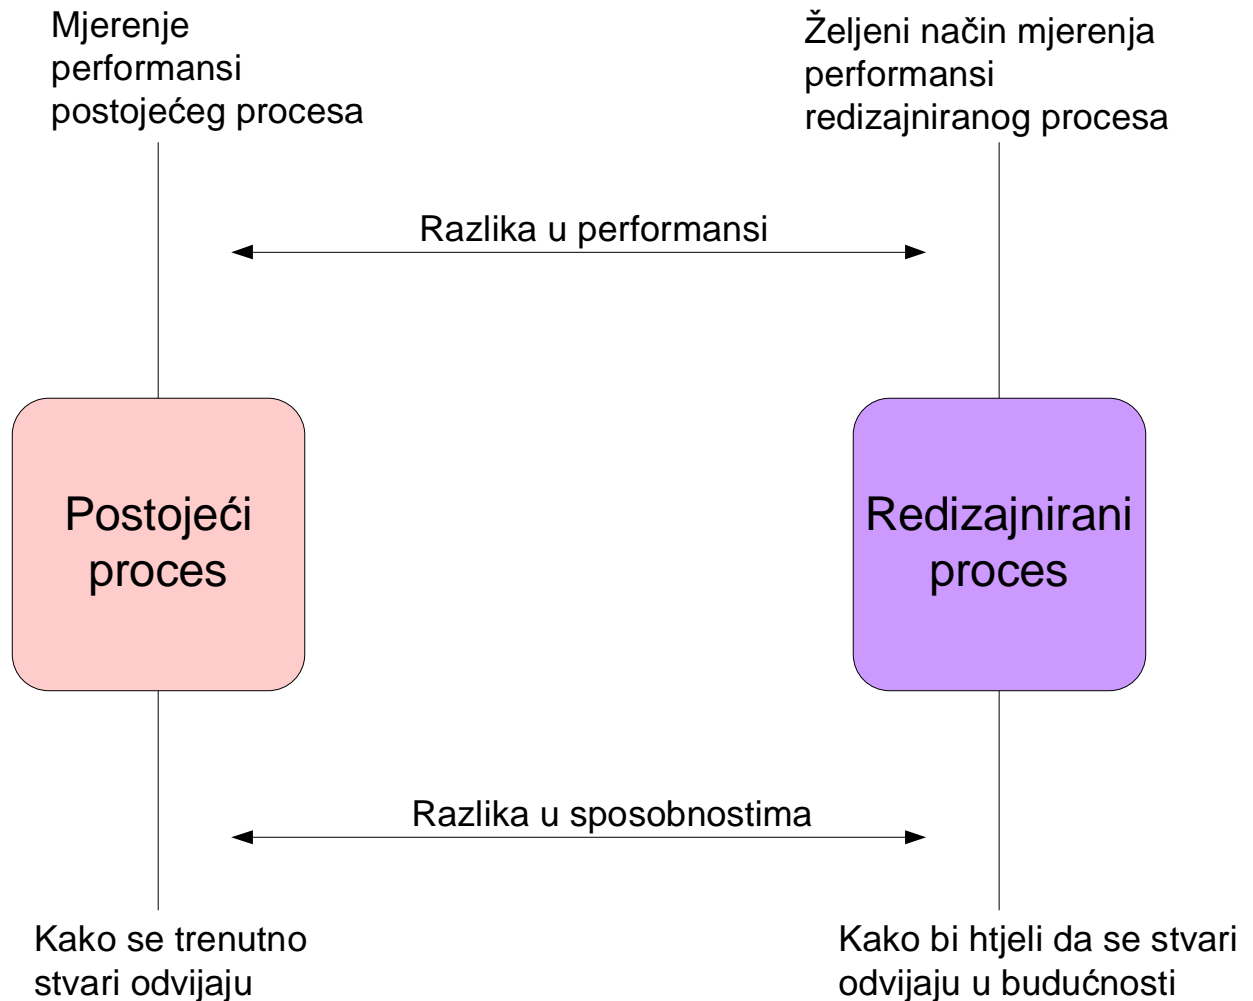 Mjerenje
performansi
postojećeg procesa
Željeni način mjerenja
performansi
redizajniranog procesa
Razlika u performansi
Postojeći
proces
Redizajnirani
proces
Razlika u sposobnostima
Kako se trenutno
stvari odvijaju
Kako bi htjeli da se stvari
odvijaju u budućnosti